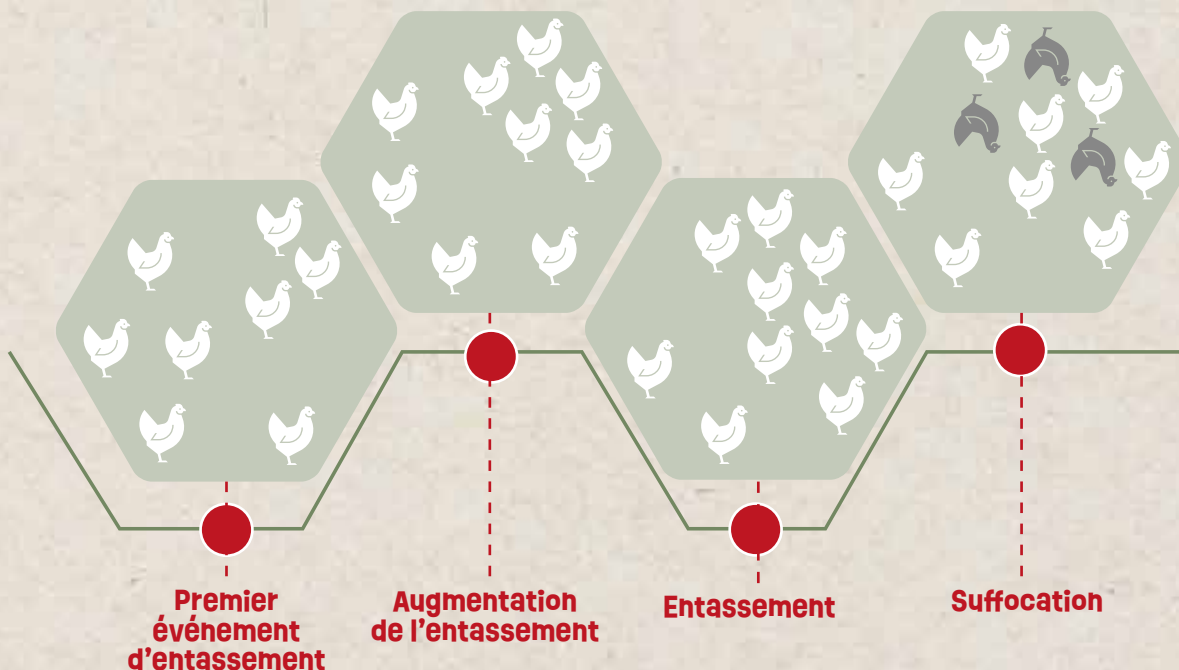 Premier
événement
d'entassement
Augmentation
de l'entassement
Entassement
Suffocation